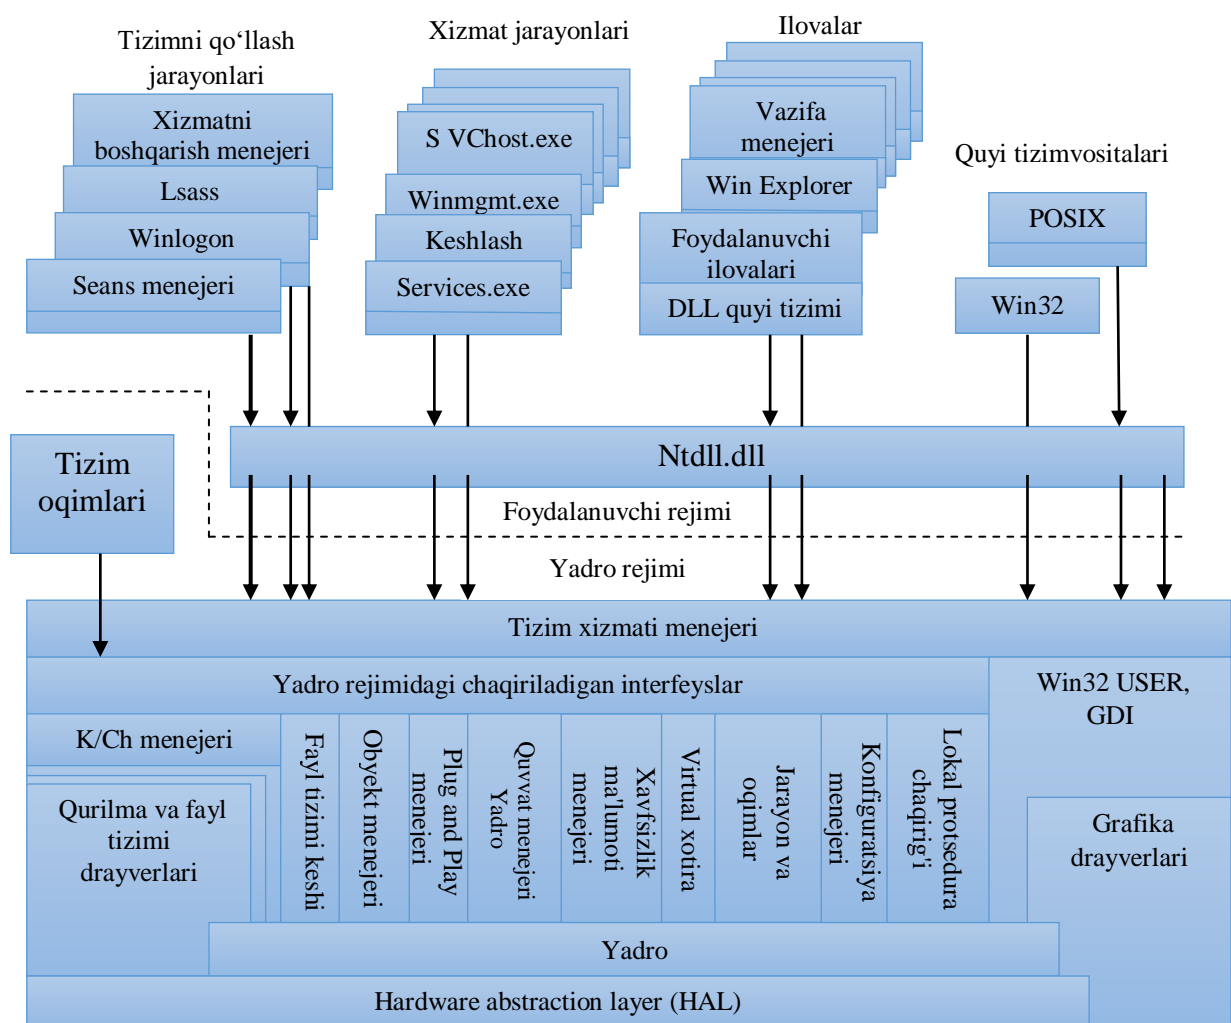 Tizimni qo‘llash
jarayonlari
Xizmatni
boshqarish menejeri
Lsass
Winlogon
Seans menejeri
Xizmat jarayonlari
S VChost.exe
Winmgmt.exe
Keshlash
Services.exe
Ilovalar
Vazifa
menejeri
Win Explorer
Foydalanuvchi
ilovalari
DLL quyi tizimi
Quyi tizimvositalari
POSIX
Win32
Tizim
oqimlari
Ntdll.dll
Foydalanuvchi rejimi
Yadro rejimi
Tizim xizmati menejeri
Yadro rejimidagi chaqiriladigan interfeyslar
Win32 USER,
GDI
K/Ch menejeri
Qurilma va fayl
tizimi
drayverlari
Fayl tizimi keshi
Obyekt menejeri
Plug and Play
menejeri
Quvvat menejeri
Yadro
Xavfsizlik
ma'lumoti
menejeri
Virtual xotira
Jarayon va
oqimlar
Konfiguratsiya
menejeri
Lokal protsedura
chaqirig'i
Grafika
drayverlari
Yadro
Hardware abstraction layer (HAL)